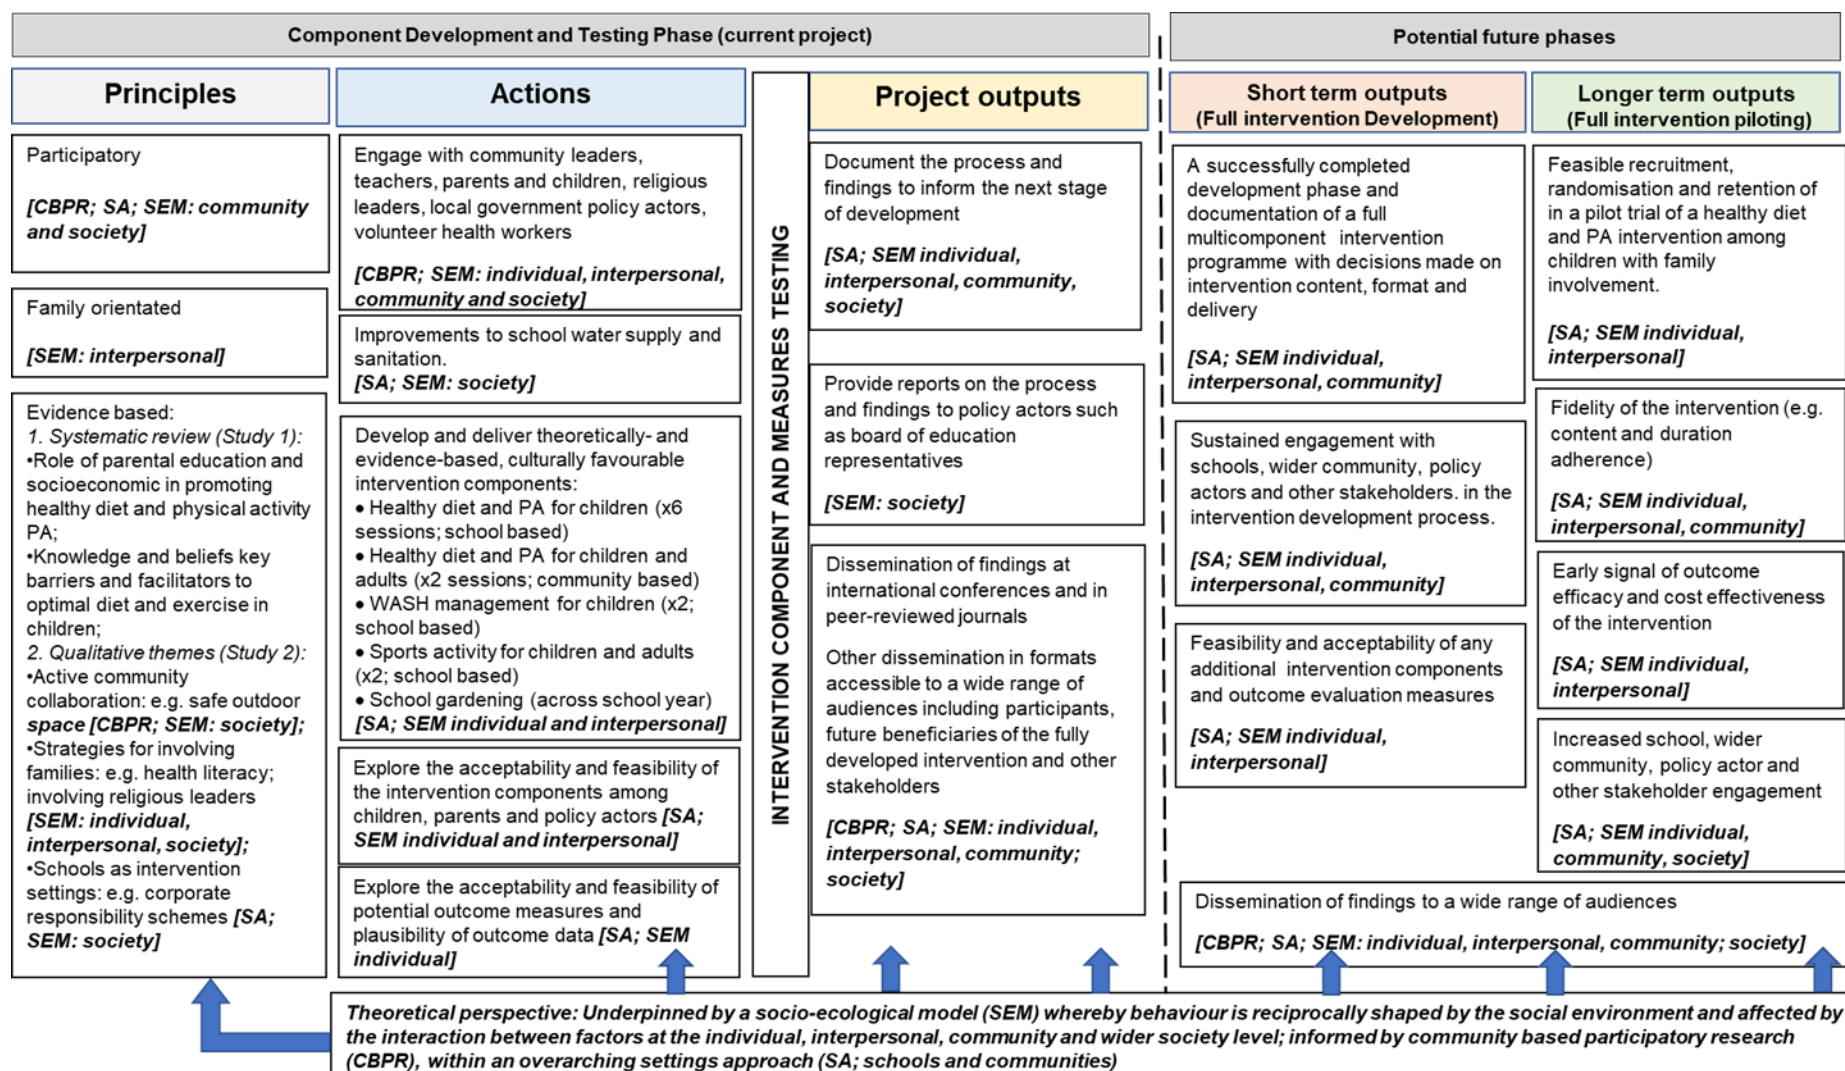 Component Development and Testing Phase (current project)
Potential future phases
Principles
Participatory
[CBPR; SA; SEM: community
and society]
Family orientated
[SEM: interpersonal]
Evidence based:
1. Systematic review (Study 1):
•Role of parental education and
socioeconomic in promoting
healthy diet and physical activity
PA;
•Knowledge and beliefs key
barriers and facilitators to
optimal diet and exercise in
children;
2. Qualitative themes (Study 2):
•Active community
collaboration: e.g. safe outdoor
space [CBPR; SEM: society];
•Strategies for involving
families: e.g. health literacy;
involving religious leaders
[SEM: individual,
interpersonal, society];
•Schools as intervention
settings: e.g. corporate
responsibility schemes [SA;
SEM: society]
Actions
Engage with community leaders,
teachers, parents and children, religious
leaders, local government policy actors,
volunteer health workers
[CBPR; SEM: individual, interpersonal,
community and society]
Improvements to school water supply and
sanitation.
[SA; SEM: society]
Develop and deliver theoretically- and
evidence-based, culturally favourable
intervention components:
• Healthy diet and PA for children (x6
sessions; school based)
• Healthy diet and PA for children and
adults (x2 sessions; community based)
• WASH management for children (x2;
school based)
• Sports activity for children and adults
(x2; school based)
• School gardening (across school year)
[SA; SEM individual and interpersonal]
Explore the acceptability and feasibility of
the intervention components among
children, parents and policy actors [SA;
SEM individual and interpersonal]
Explore the acceptability and feasibility of
potential outcome measures and
plausibility of outcome data [SA; SEM
individual]
INTERVENTION COMPONENT AND MEASURES TESTING
Project outputs
Document the process and
findings to inform the next stage
of development
[SA; SEM individual,
interpersonal, community,
society]
Provide reports on the process
and findings to policy actors such
as board of education
representatives
[SEM: society]
Dissemination of findings at
international conferences and in
peer-reviewed journals
Other dissemination in formats
accessible to a wide range of
audiences including participants,
future beneficiaries of the fully
developed intervention and other
stakeholders
[CBPR; SA; SEM: individual,
interpersonal, community;
society]
Short term outputs
(Full intervention Development)
A successfully completed
development phase and
documentation of a full
multicomponent intervention
programme with decisions made on
intervention content, format and
delivery
[SA; SEM individual,
interpersonal, community]
Sustained engagement with
schools, wider community, policy
actors and other stakeholders. in the
intervention development process.
[SA; SEM individual,
interpersonal, community]
Feasibility and acceptability of any
additional intervention components
and outcome evaluation measures
[SA; SEM individual,
interpersonal]
Longer term outputs
(Full intervention piloting)
Feasible recruitment,
randomisation and retention of
in a pilot trial of a healthy diet
and PA intervention among
children with family
involvement.
[SA; SEM individual,
interpersonal]
Fidelity of the intervention (e.g.
content and duration
adherence)
[SA; SEM individual,
interpersonal, community]
Early signal of outcome
efficacy and cost effectiveness
of the intervention
[SA; SEM individual,
interpersonal]
Increased school, wider
community, policy actor and
other stakeholder engagement
[SA; SEM individual,
community, society]
Dissemination of findings to a wide range of audiences
[CBPR; SA; SEM: individual, interpersonal, community; society]
Theoretical perspective: Underpinned by a socio-ecological model (SEM) whereby behaviour is reciprocally shaped by the social environment and affected by
the interaction between factors at the individual, interpersonal, community and wider society level; informed by community based participatory research
(CBPR), within an overarching settings approach (SA; schools and communities)